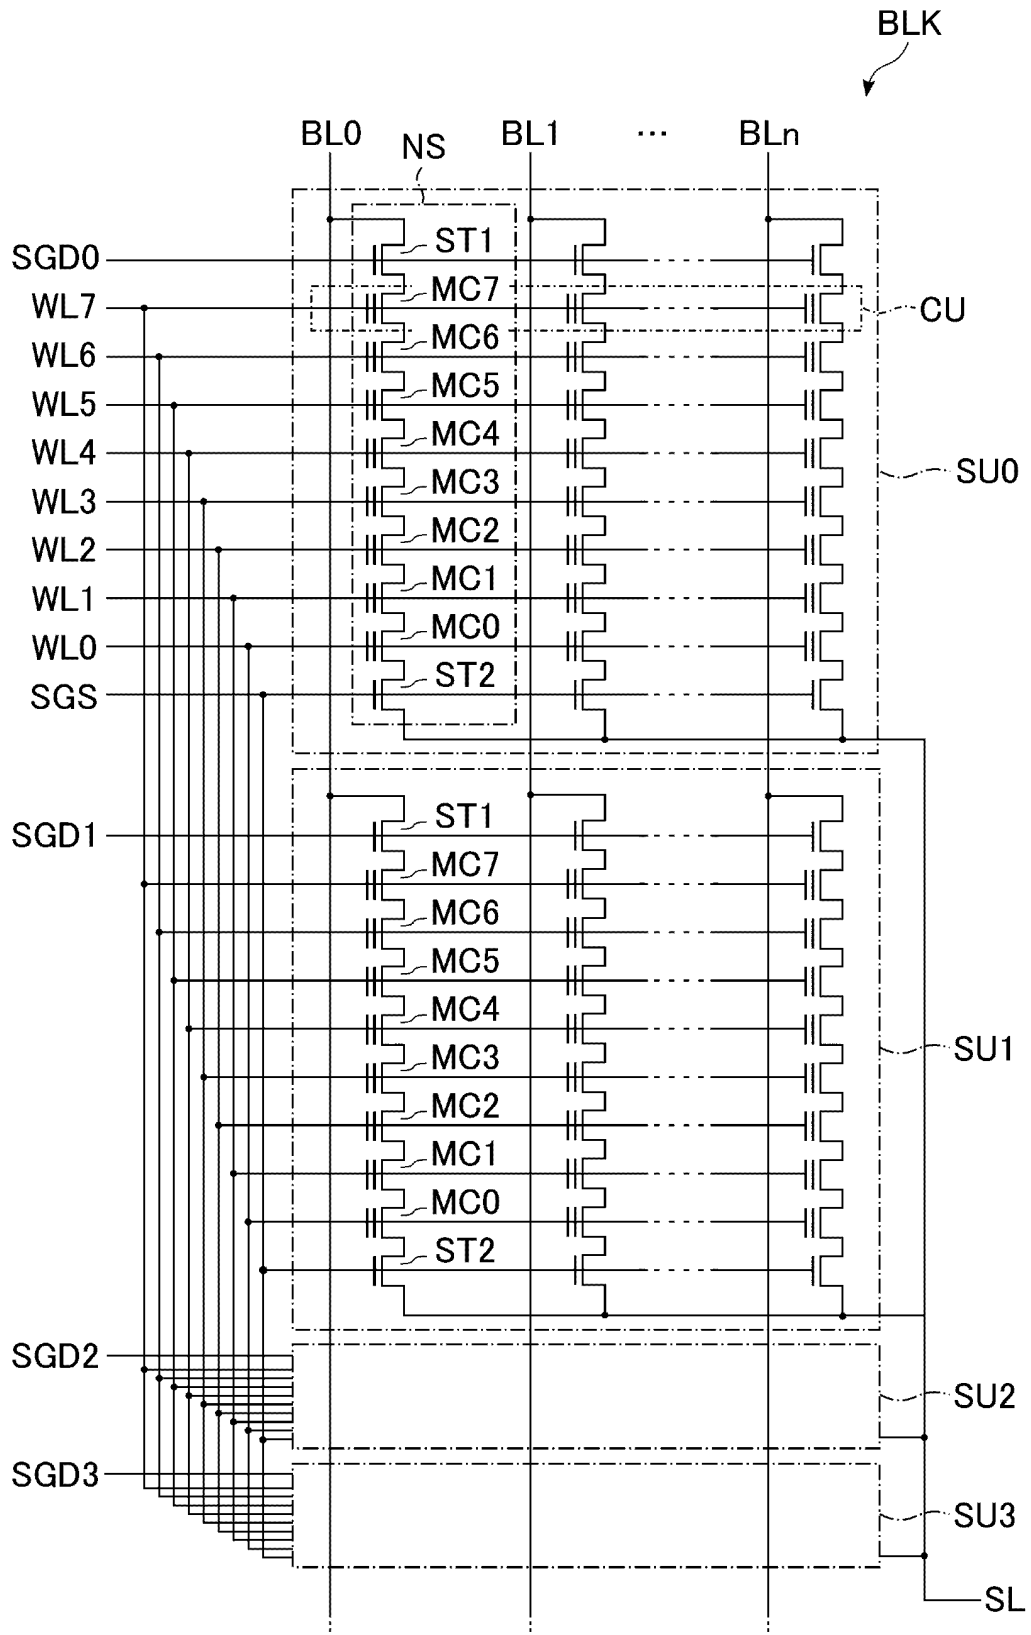 BLK
BL0 NS BL1 ... BLn
SGD0 ST1
WL7 MC7 CU
WL6 MC6
WL5 MC5
WL4 MC4
SU0
WL3 MC3
WL2 MC2
WL1 MC1
WL0 MC0
SGS ST2
SGD1 ST1
MC7
MC6
MC5
MC4
SU1
MC3
MC2
MC1
MC0
ST2
SGD2
SU2
SGD3
SU3
SL